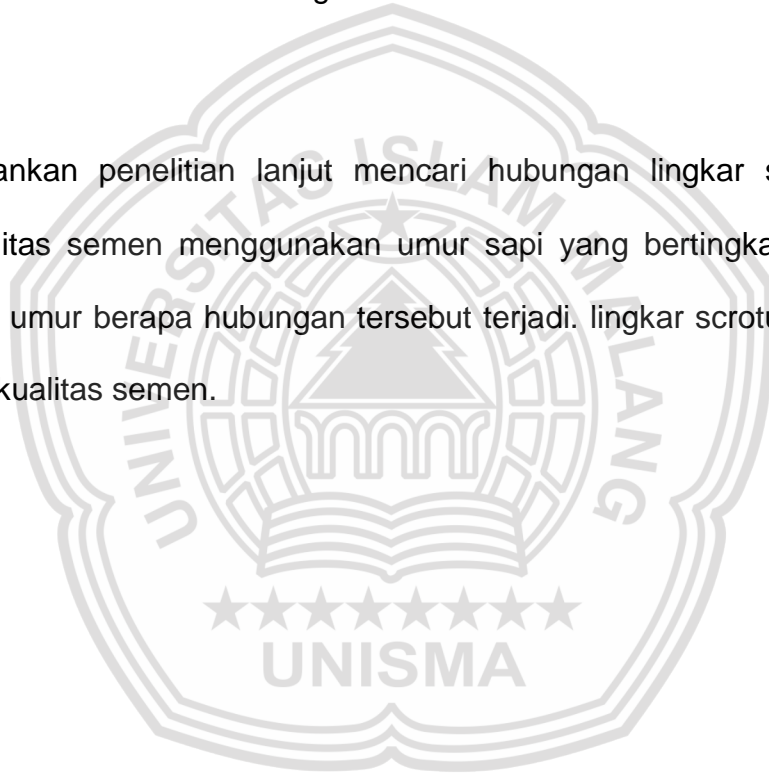 ankan penelitian lanjut mencari hubungan lingkar s
litas semen menggunakan umur sapi yang bertingka
umur berapa hubungan tersebut terjadi. lingkar scrotu
kualitas semen.
UNIVERSITAS ISLAM MALANG
UNISMA